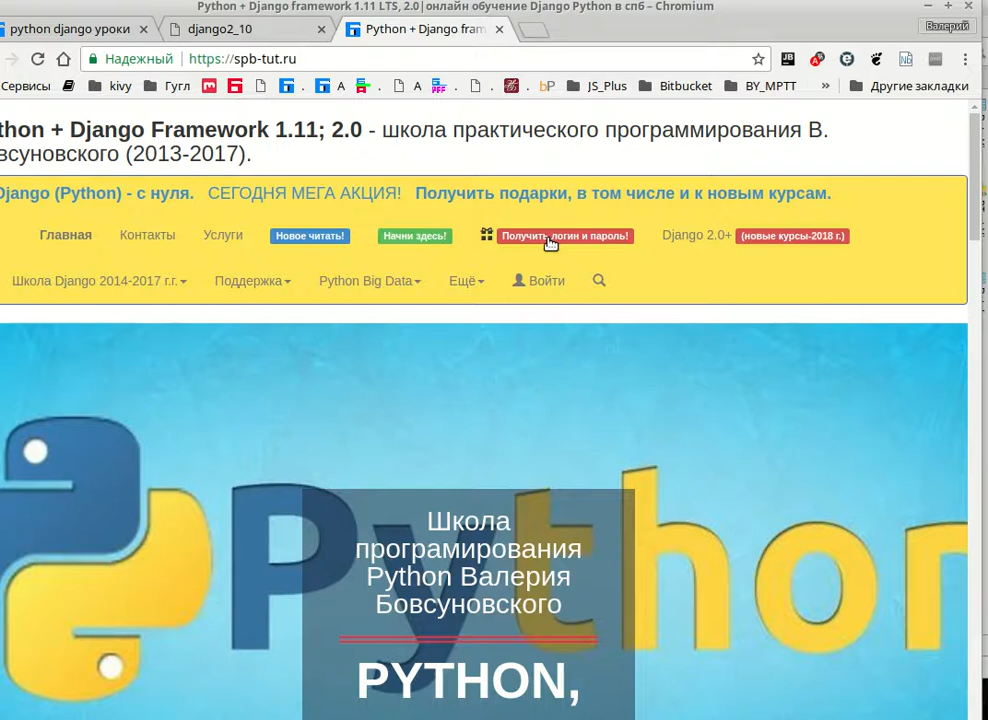 Python + Django framework 1.11 LTS, 2.0|онлайн обучение Django Python в спб – Chromium
python django уроки
django2_10
Python + Django fram
Валерий
Надежный
https://spb-tut.ru
Сервисы
kivy
Гугл
.
А
А
.
.
bP
JS_Plus
Bitbucket
BY_MPTT
»
Другие закладки
thon + Django Framework 1.11; 2.0 - школа практического программирования В.
всуновского (2013-2017).
Django (Python) - с нуля. СЕГОДНЯ МЕГА АКЦИЯ! Получить подарки, в том числе и к новым курсам.
Главная Контакты Услуги Новое читать! Начни здесь! Получить логин и пароль! Django 2.0+ (новые курсы-2018 г.)
Школа Django 2014-2017 г.г. Поддержка Python Big Data Ещё Войти
Python
Школа
програмирования
Python Валерия
Бовсуновского
PYTHON,